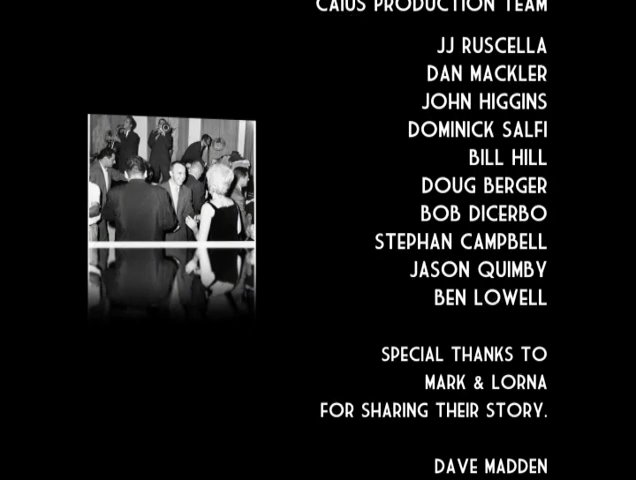 CAIUS PRODUCTION TEAM
JJ RUSCELLA
DAN MACKLER
JOHN HIGGINS
DOMINICK SALFI
BILL HILL
DOUG BERGER
BOB DICERBO
STEPHAN CAMPBELL
JASON QUIMBY
BEN LOWELL
SPECIAL THANKS TO
MARK & LORNA
FOR SHARING THEIR STORY.
DAVE MADDEN